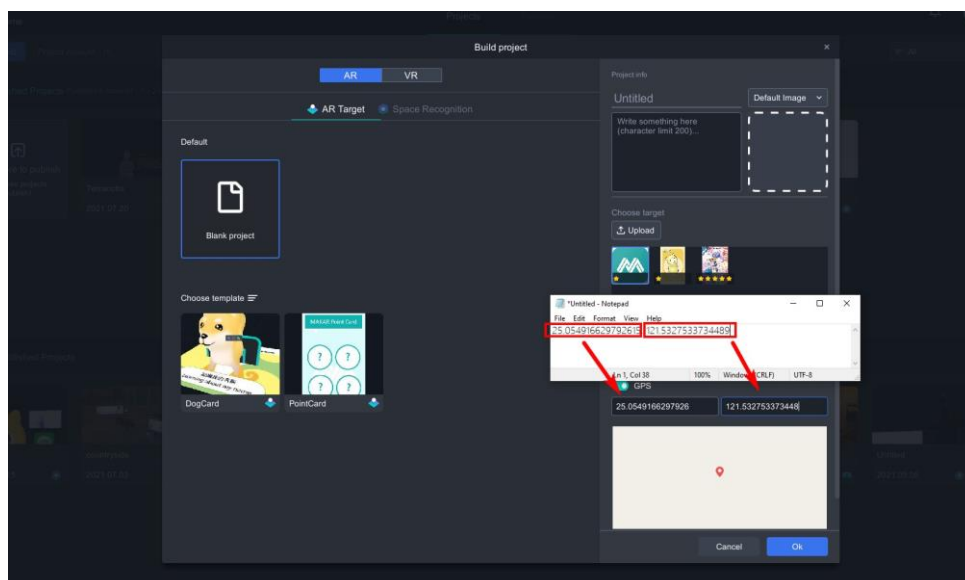 Projects
Build project
×
AR VR
AR Target Space Recognition
Default
Blank project
Choose template
MAKAR Point Card
? ?
? ?
DogCard PointCard
Project info
Untitled Default Image
Write something here
(character limit 200)...
Choose target
Upload
*Untitled - Notepad
File Edit Format View Help
25.054916629792615 121.5327533734489
Ln 1, Col 38 100% Windows (CRLF) UTF-8
GPS
25.0549166297926 121.532753373448
Cancel Ok